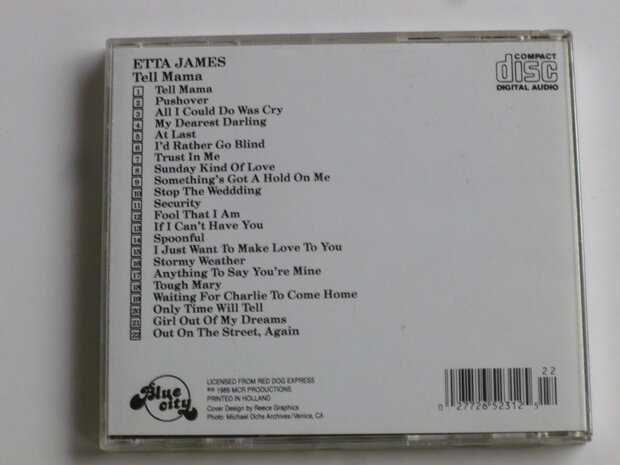 ETTA JAMES
Tell Mama
COMPACT
disc
DIGITAL AUDIO
1 Tell Mama
2 Pushover
3 All I Could Do Was Cry
4 My Dearest Darling
5 At Last
6 I'd Rather Go Blind
7 Trust In Me
8 Sunday Kind Of Love
9 Something's Got A Hold On Me
10 Stop The Weddding
11 Security
12 Fool That I Am
13 If I Can't Have You
14 Spoonful
15 I Just Want To Make Love To You
16 Stormy Weather
17 Anything To Say You're Mine
18 Tough Mary
19 Waiting For Charlie To Come Home
20 Only Time Will Tell
21 Girl Out Of My Dreams
22 Out On The Street, Again
Blue
city
LICENSED FROM RED DOG EXPRESS
℗© 1989 MCR PRODUCTIONS
PRINTED IN HOLLAND
Cover Design by Reece Graphics
Photo: Michael Ochs Archives/Venice, CA
22
0 27726 52312 5